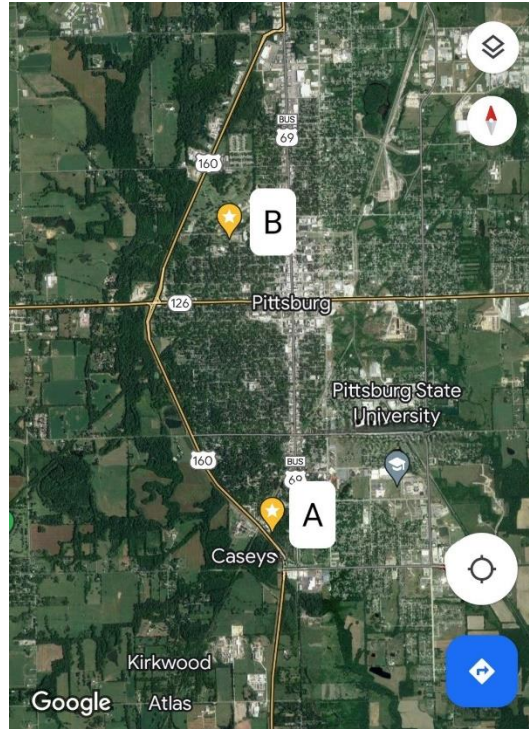 BUS
69
160
B
126
Pittsburg
Pittsburg State
University
160
BUS
69
A
Caseys
Kirkwood
Atlas
Google